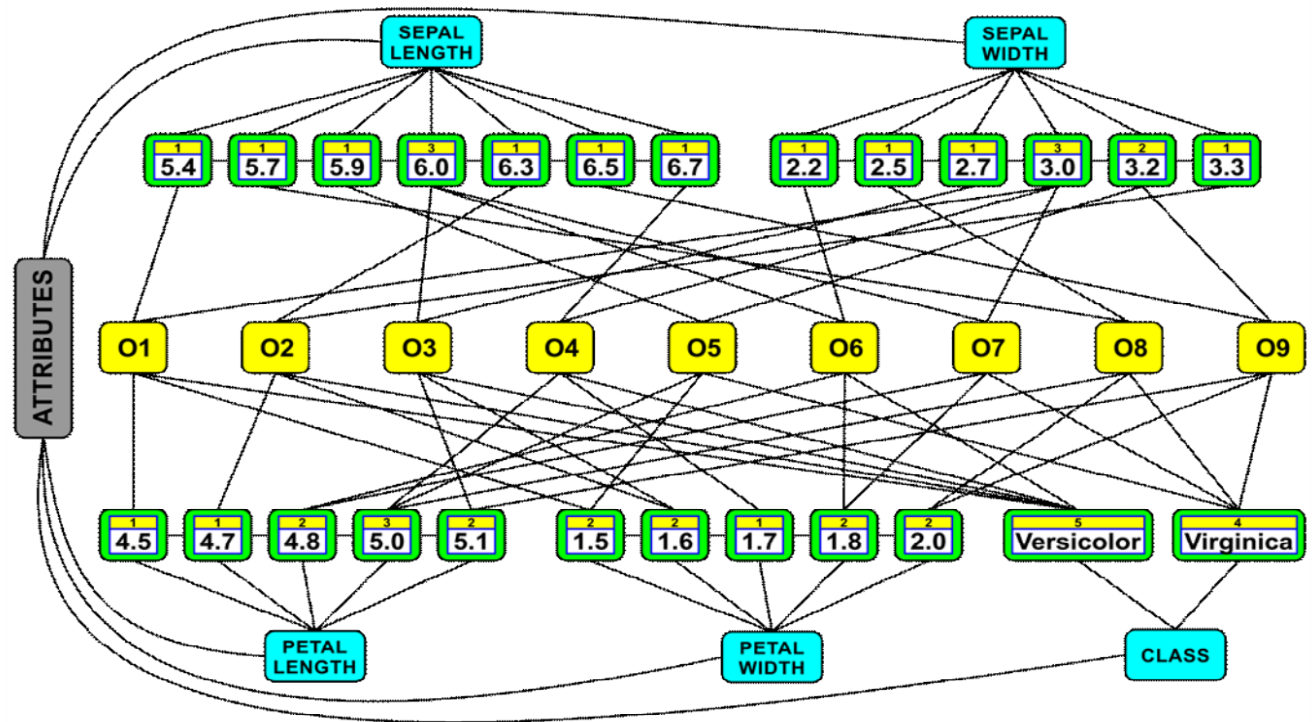 SEPAL
LENGTH
SEPAL
WIDTH
1 1 1 3 1 1 1 1 1 1 3 2 1
5.4 5.7 5.9 6.0 6.3 6.5 6.7 2.2 2.5 2.7 3.0 3.2 3.3
ATTRIBUTES
O1 O2 O3 O4 O5 O6 O7 O8 O9
1 1 2 3 2 2 2 1 2 2 5 4
4.5 4.7 4.8 5.0 5.1 1.5 1.6 1.7 1.8 2.0 Versicolor Virginica
PETAL
LENGTH
PETAL
WIDTH
CLASS